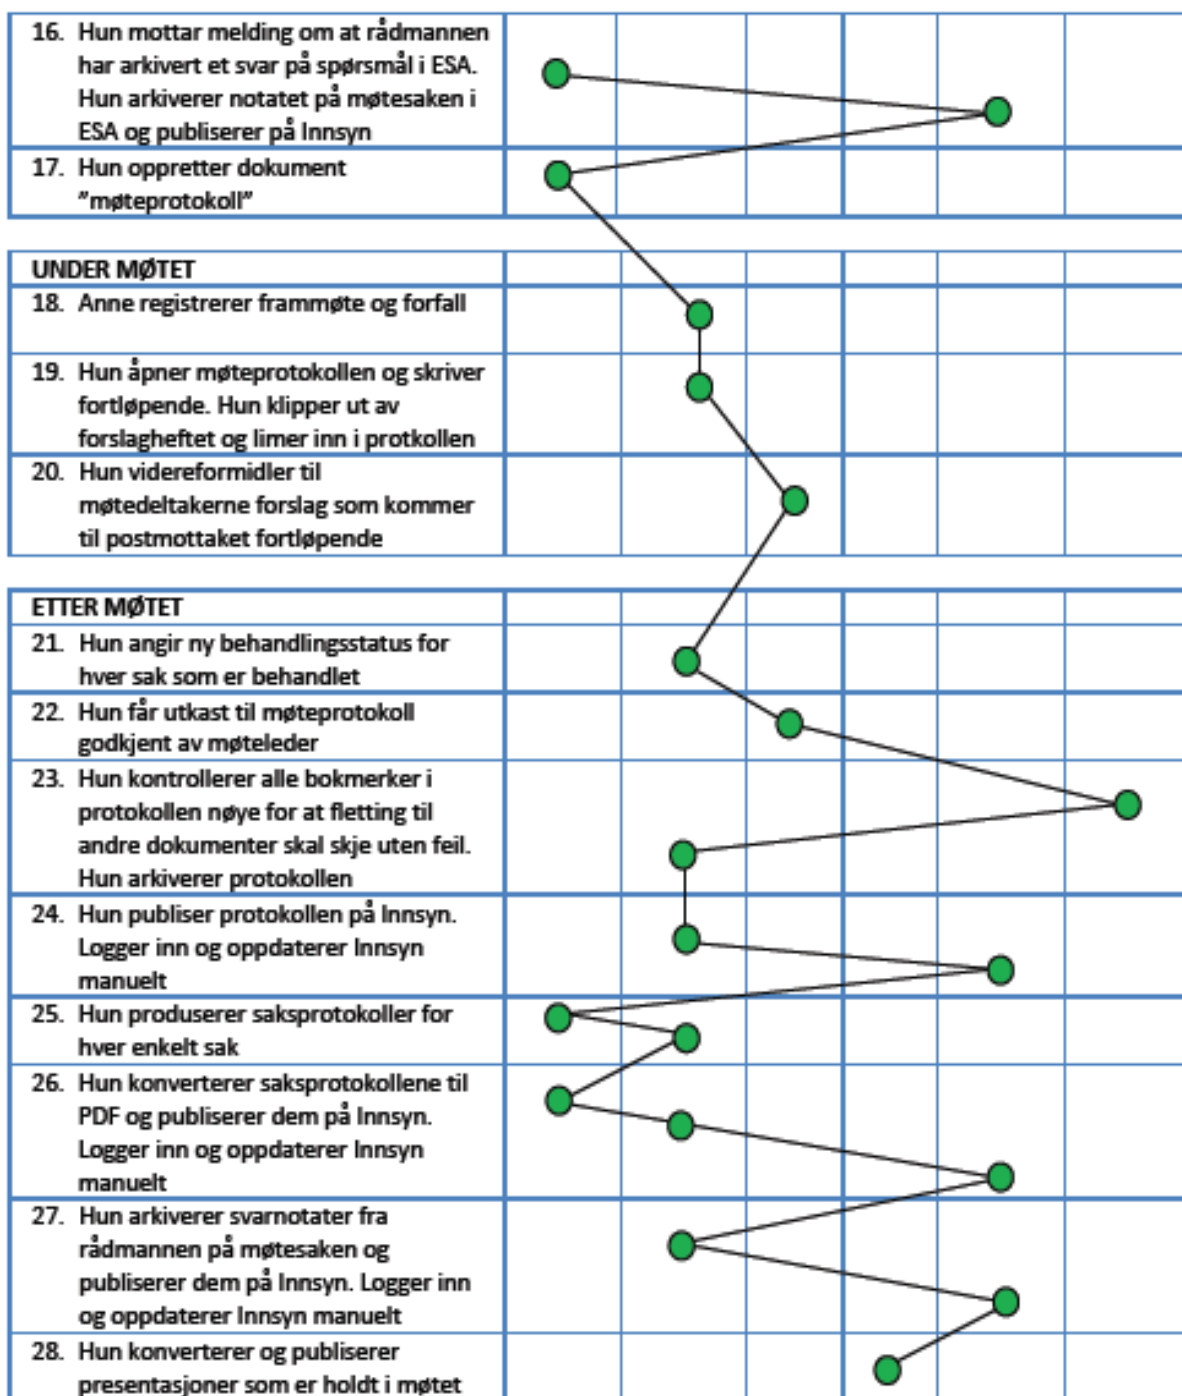 16. Hun mottar melding om at rådmannen
har arkivert et svar på spørsmål i ESA.
Hun arkiverer notatet på møtesaken i
ESA og publiserer på Innsyn
17. Hun oppretter dokument
"møteprotokoll"
UNDER MØTET
18. Anne registrerer frammøte og forfall
19. Hun åpner møteprotokollen og skriver
fortløpende. Hun klipper ut av
forslagheftet og limer inn i protkollen
20. Hun videreformidler til
møtedeltakerne forslag som kommer
til postmottaket fortløpende
ETTER MØTET
21. Hun angir ny behandlingsstatus for
hver sak som er behandlet
22. Hun får utkast til møteprotokoll
godkjent av møteleder
23. Hun kontrollerer alle bokmerker i
protokollen nøye for at fletting til
andre dokumenter skal skje uten feil.
Hun arkiverer protokollen
24. Hun publiser protokollen på Innsyn.
Logger inn og oppdaterer Innsyn
manuelt
25. Hun produserer saksprotokoller for
hver enkelt sak
26. Hun konverterer saksprotokollene til
PDF og publiserer dem på Innsyn.
Logger inn og oppdaterer Innsyn
manuelt
27. Hun arkiverer svarnotater fra
rådmannen på møtesaken og
publiserer dem på Innsyn. Logger inn
og oppdaterer Innsyn manuelt
28. Hun konverterer og publiserer
presentasjoner som er holdt i møtet